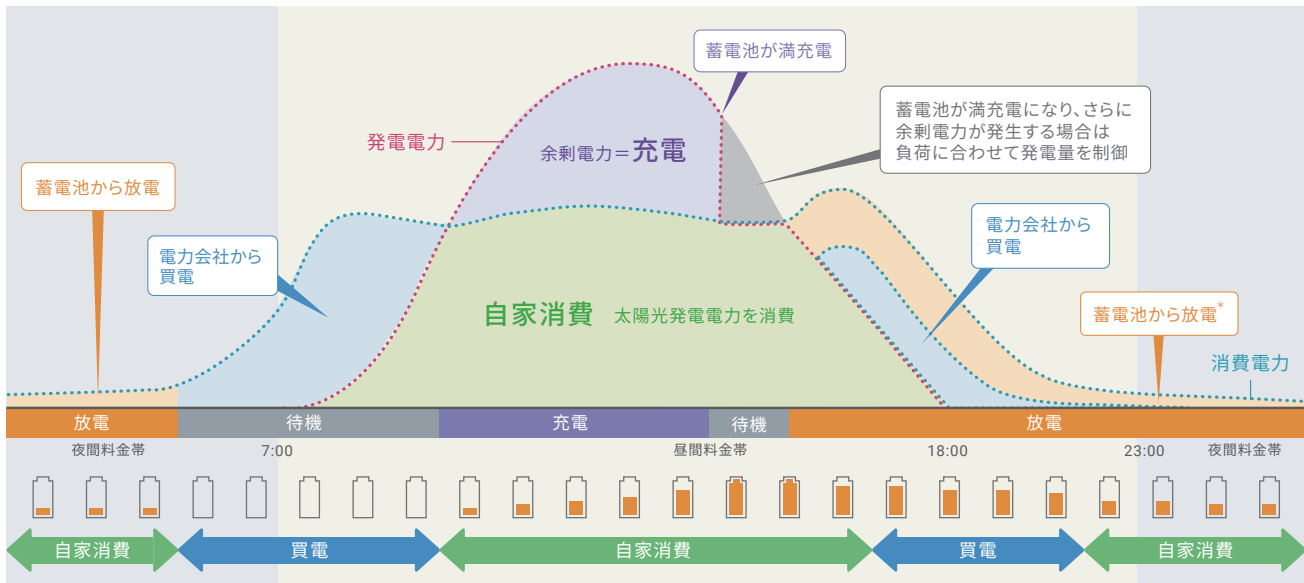 蓄電池が満充電
蓄電池が満充電になり、さらに
余剰電力が発生する場合は
負荷に合わせて発電量を制御
発電電力
余剰電力＝充電
蓄電池から放電
電力会社から
買電
電力会社から
買電
自家消費 太陽光発電電力を消費
蓄電池から放電*
消費電力
放電 待機 充電 待機 放電
夜間料金帯 7:00 昼間料金帯 18:00 23:00 夜間料金帯
自家消費 買電 自家消費 買電 自家消費